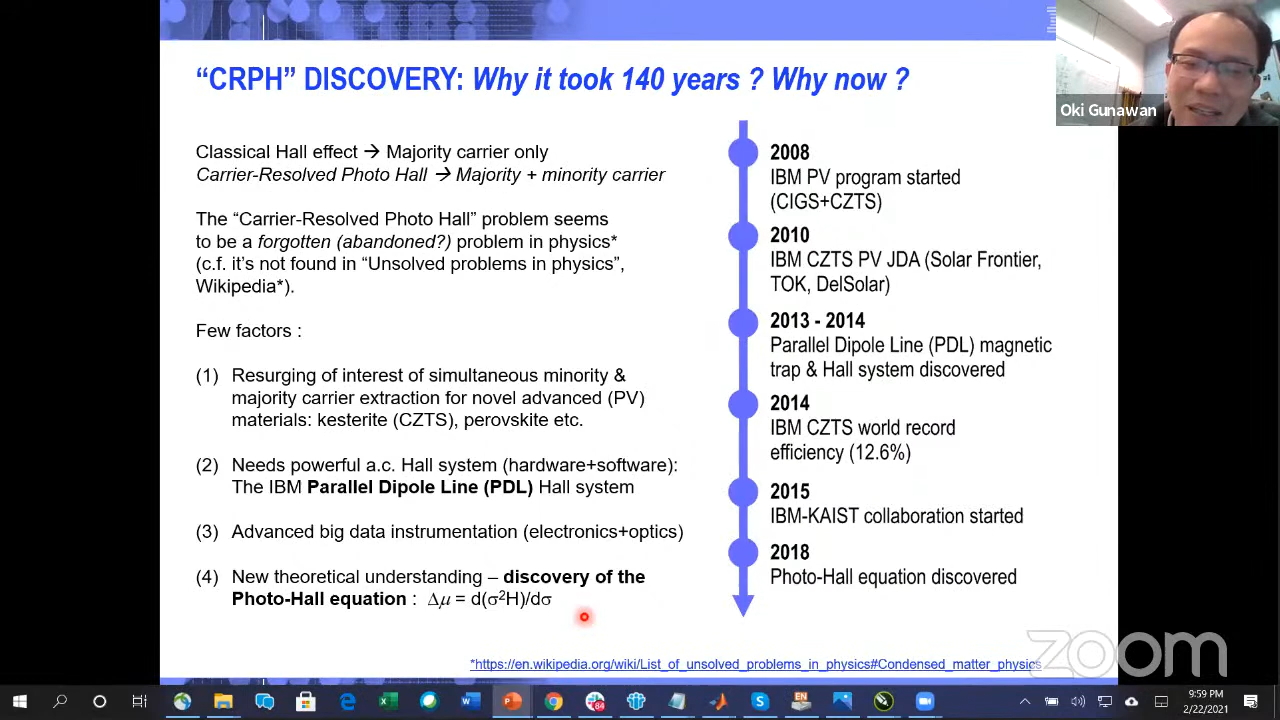 “CRPH” DISCOVERY: Why it took 140 years ? Why now ?
Oki Gunawan
Classical Hall effect → Majority carrier only
Carrier-Resolved Photo Hall → Majority + minority carrier
The “Carrier-Resolved Photo Hall” problem seems
to be a forgotten (abandoned?) problem in physics*
(c.f. it’s not found in “Unsolved problems in physics”,
Wikipedia*).
Few factors :
(1) Resurging of interest of simultaneous minority &
majority carrier extraction for novel advanced (PV)
materials: kesterite (CZTS), perovskite etc.
(2) Needs powerful a.c. Hall system (hardware+software):
The IBM Parallel Dipole Line (PDL) Hall system
(3) Advanced big data instrumentation (electronics+optics)
(4) New theoretical understanding – discovery of the
Photo-Hall equation : Δμ = d(σ²H)/dσ
2008
IBM PV program started
(CIGS+CZTS)
2010
IBM CZTS PV JDA (Solar Frontier,
TOK, DelSolar)
2013 - 2014
Parallel Dipole Line (PDL) magnetic
trap & Hall system discovered
2014
IBM CZTS world record
efficiency (12.6%)
2015
IBM-KAIST collaboration started
2018
Photo-Hall equation discovered
*https://en.wikipedia.org/wiki/List_of_unsolved_problems_in_physics#Condensed_matter_physics
zoom
84
EN
9:59 PM
2/22/2021